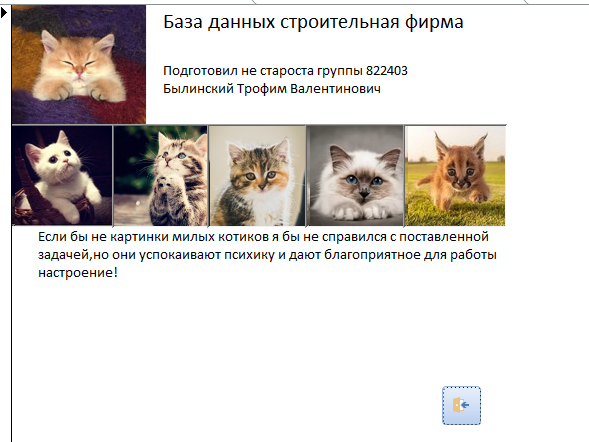 База данных строительная фирма
Подготовил не староста группы 822403
Былинский Трофим Валентинович
Если бы не картинки милых котиков я бы не справился с поставленной
задачей,но они успокаивают психику и дают благоприятное для работы
настроение!